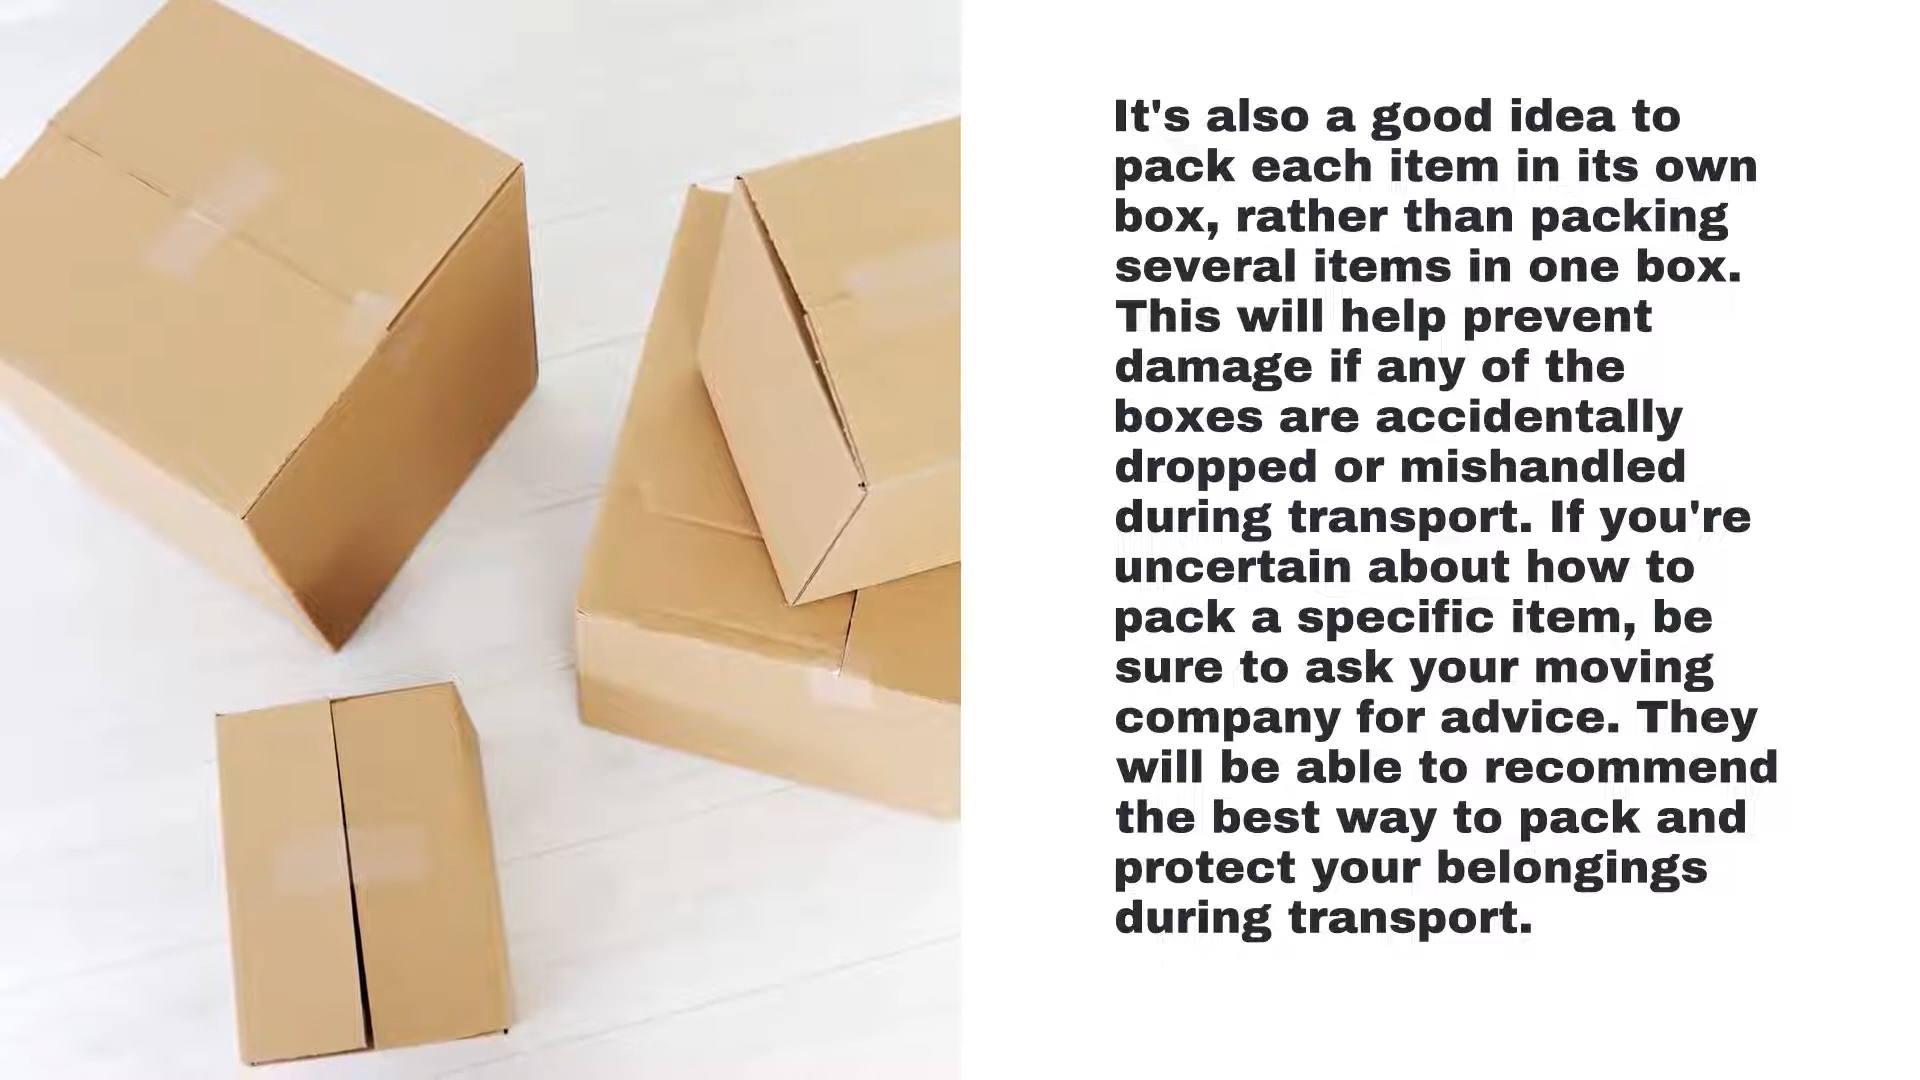 It's also a good idea to
pack each item in its own
box, rather than packing
several items in one box.
This will help prevent
damage if any of the
boxes are accidentally
dropped or mishandled
during transport. If you're
uncertain about how to
pack a specific item, be
sure to ask your moving
company for advice. They
will be able to recommend
the best way to pack and
protect your belongings
during transport.